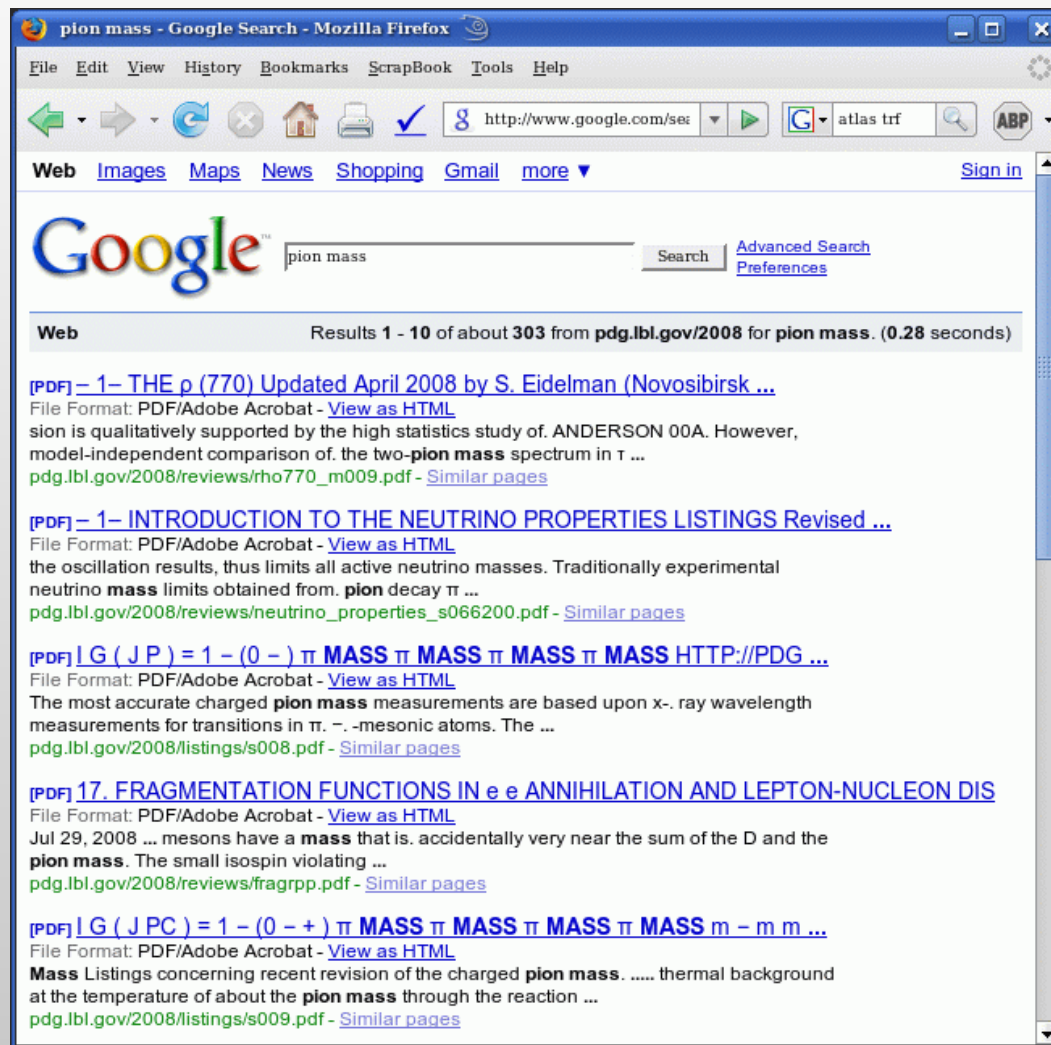 pion mass - Google Search - Mozilla Firefox
File Edit View History Bookmarks ScrapBook Tools Help
http://www.google.com/sea atlas trf ABP
Web Images Maps News Shopping Gmail more ▼ Sign in
Google™ pion mass Search Advanced Search
Preferences
Web Results 1 - 10 of about 303 from pdg.lbl.gov/2008 for pion mass. (0.28 seconds)
[PDF] – 1– THE ρ (770) Updated April 2008 by S. Eidelman (Novosibirsk ...
File Format: PDF/Adobe Acrobat - View as HTML
sion is qualitatively supported by the high statistics study of. ANDERSON 00A. However,
model-independent comparison of. the two-pion mass spectrum in τ ...
pdg.lbl.gov/2008/reviews/rho770_m009.pdf - Similar pages
[PDF] – 1– INTRODUCTION TO THE NEUTRINO PROPERTIES LISTINGS Revised ...
File Format: PDF/Adobe Acrobat - View as HTML
the oscillation results, thus limits all active neutrino masses. Traditionally experimental
neutrino mass limits obtained from. pion decay π ...
pdg.lbl.gov/2008/reviews/neutrino_properties_s066200.pdf - Similar pages
[PDF] I G ( J P ) = 1 − (0 − ) π MASS π MASS π MASS π MASS HTTP://PDG ...
File Format: PDF/Adobe Acrobat - View as HTML
The most accurate charged pion mass measurements are based upon x-. ray wavelength
measurements for transitions in π. −. -mesonic atoms. The ...
pdg.lbl.gov/2008/listings/s008.pdf - Similar pages
[PDF] 17. FRAGMENTATION FUNCTIONS IN e e ANNIHILATION AND LEPTON-NUCLEON DIS
File Format: PDF/Adobe Acrobat - View as HTML
Jul 29, 2008 ... mesons have a mass that is. accidentally very near the sum of the D and the
pion mass. The small isospin violating ...
pdg.lbl.gov/2008/reviews/fragrpp.pdf - Similar pages
[PDF] I G ( J PC ) = 1 − (0 − + ) π MASS π MASS π MASS π MASS m − m m ...
File Format: PDF/Adobe Acrobat - View as HTML
Mass Listings concerning recent revision of the charged pion mass. ..... thermal background
at the temperature of about the pion mass through the reaction ...
pdg.lbl.gov/2008/listings/s009.pdf - Similar pages